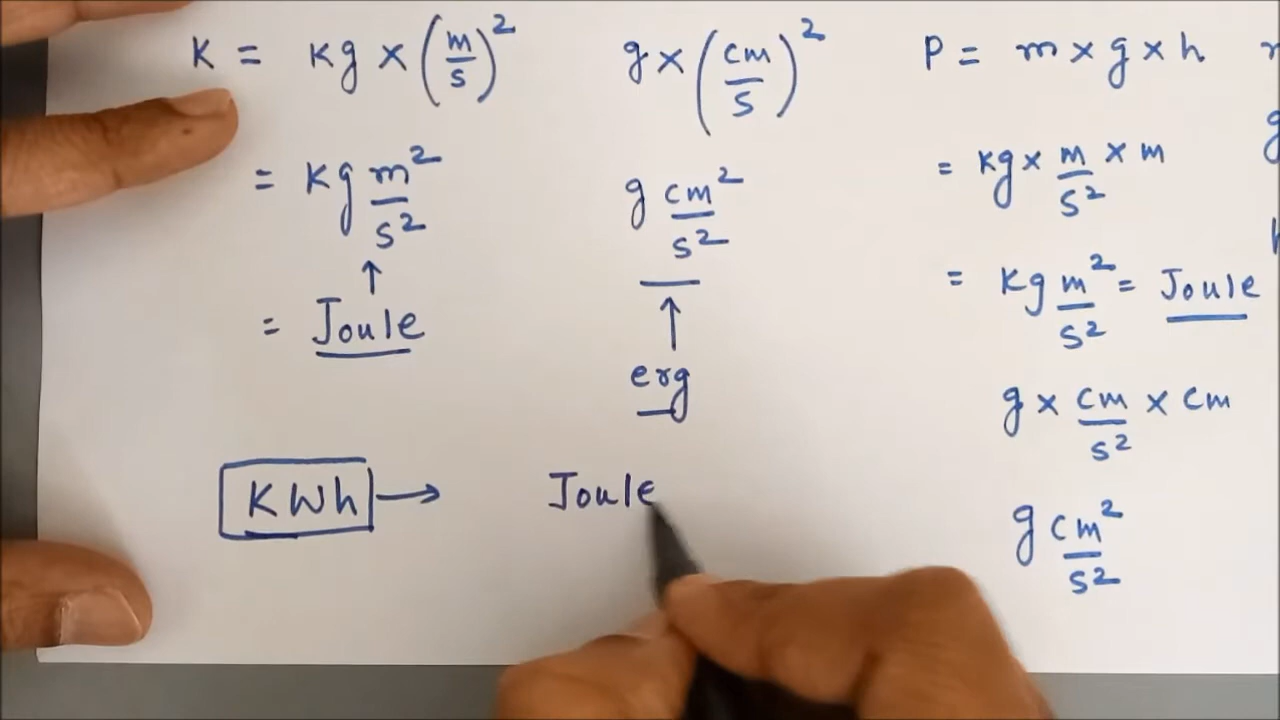 K = Kg × (m/s)²
= Kg m²/s²
↑
= Joule
g × (cm/s)²
g cm²/s²
↑
erg
KWh → Joule
P = m × g × h
= Kg × m/s² × m
= Kg m²/s² = Joule
g × cm/s² × cm
g cm²/s²